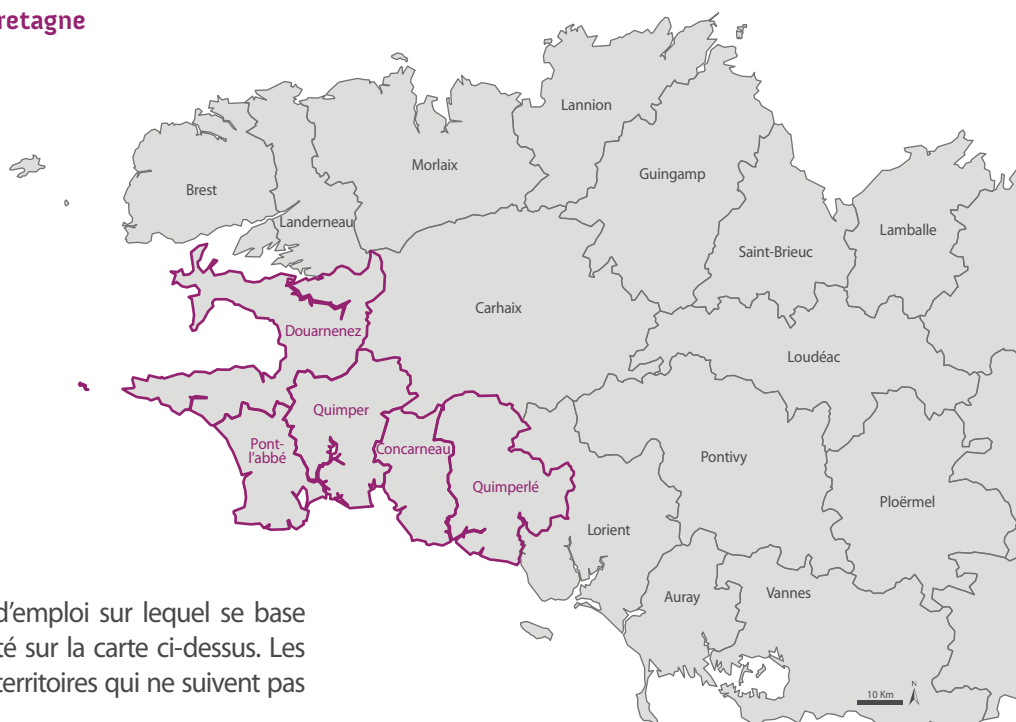 retagne
Lannion
Morlaix
Guingamp
Brest
Landerneau
Lamballe
Saint-Brieuc
Carhaix
Douarnenez
Loudéac
Quimper
Pont-
l'abbé
Concarneau
Pontivy
Quimperlé
Ploërmel
Lorient
Auray
Vannes
d'emploi sur lequel se base
té sur la carte ci-dessus. Les
territoires qui ne suivent pas
10 Km
N